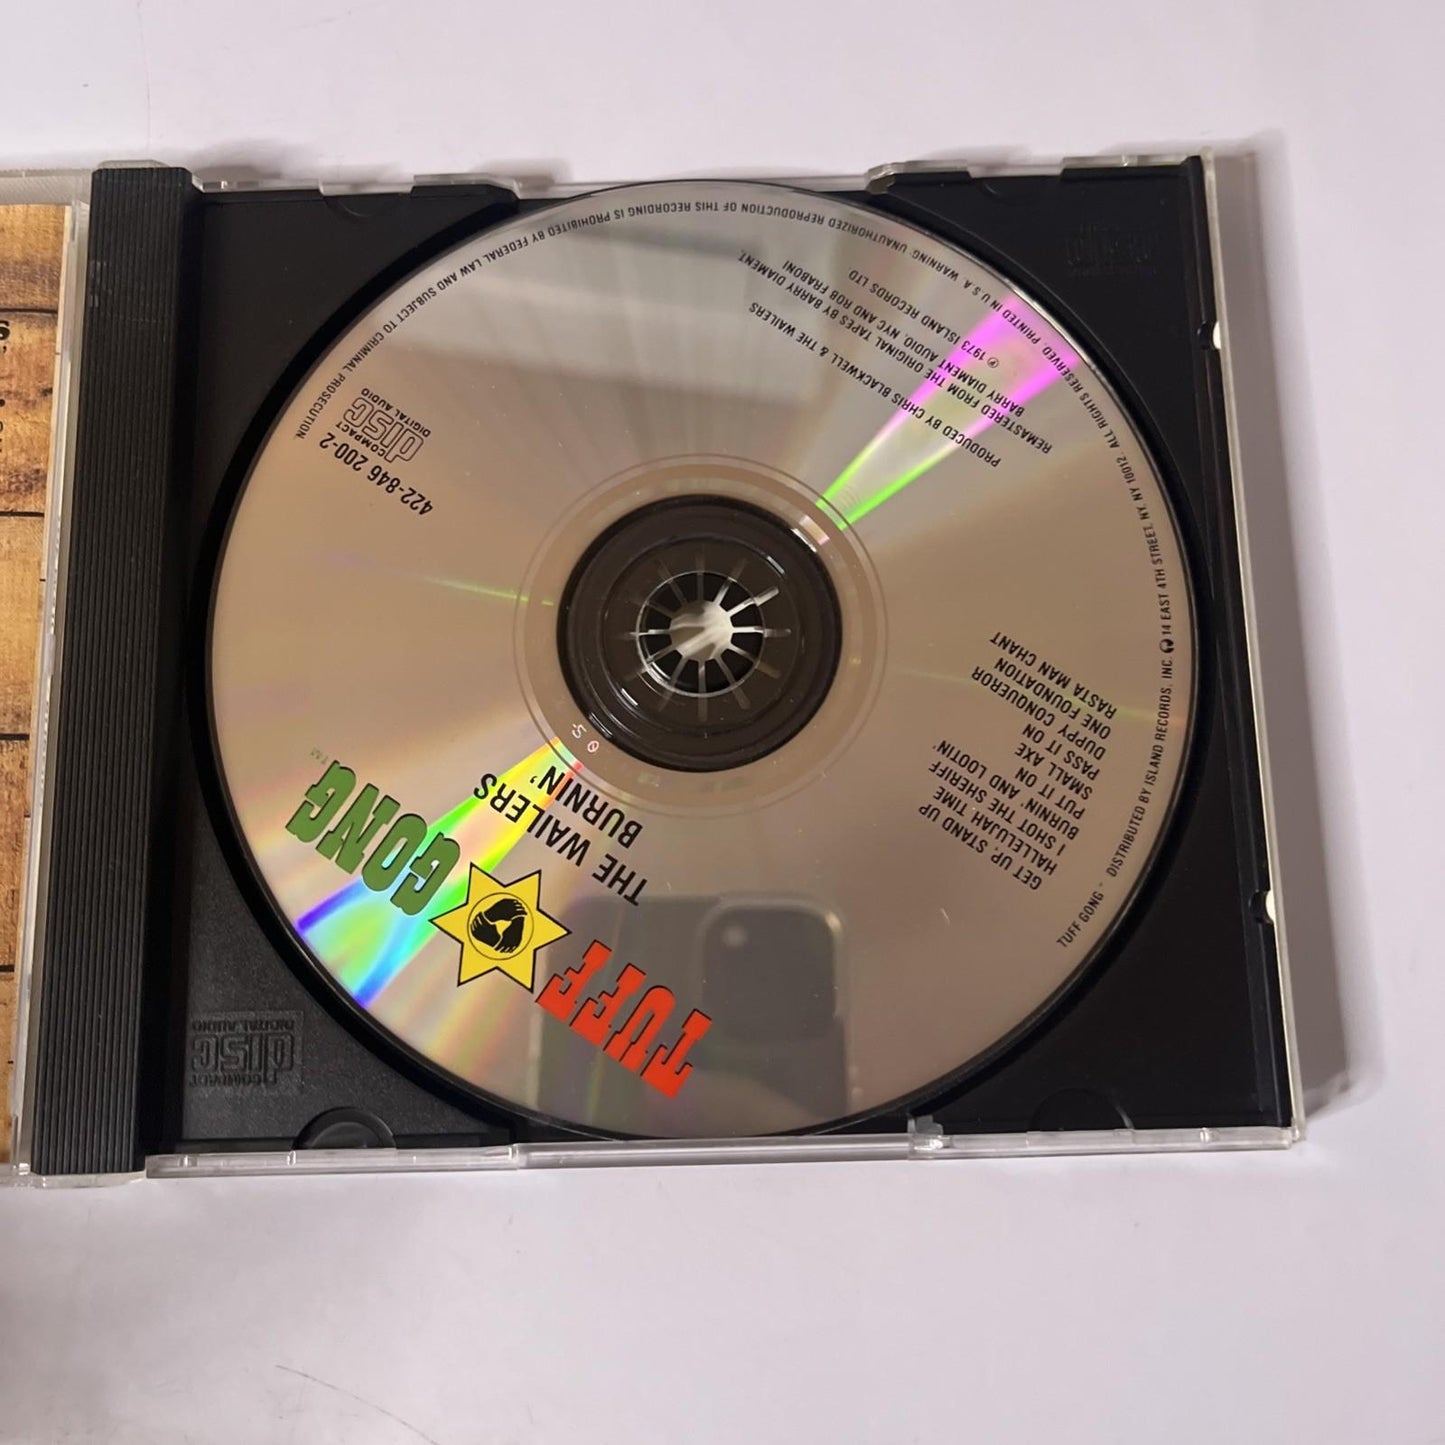 TUFF GONG
TM
THE WAILERS
BURNIN'
422-846 200-2
COMPACT
disc
DIGITAL AUDIO
GET UP, STAND UP
HALLELUJAH TIME
I SHOT THE SHERIFF
BURNIN' AND LOOTIN'
PUT IT ON
SMALL AXE
PASS IT ON
DUPPY CONQUEROR
ONE FOUNDATION
RASTA MAN CHANT
PRODUCED BY CHRIS BLACKWELL & THE WAILERS
REMASTERED FROM THE ORIGINAL TAPES BY BARRY DIAMENT,
BARRY DIAMENT AUDIO, NYC AND ROB FRABONI
℗ 1973 ISLAND RECORDS LTD
TUFF GONG™ DISTRIBUTED BY ISLAND RECORDS, INC. 14 EAST 4TH STREET, NY, NY 10012. ALL RIGHTS RESERVED. PRINTED IN U.S.A. WARNING: UNAUTHORIZED REPRODUCTION OF THIS RECORDING IS PROHIBITED BY FEDERAL LAW AND SUBJECT TO CRIMINAL PROSECUTION.
COMPACT
disc
DIGITAL AUDIO